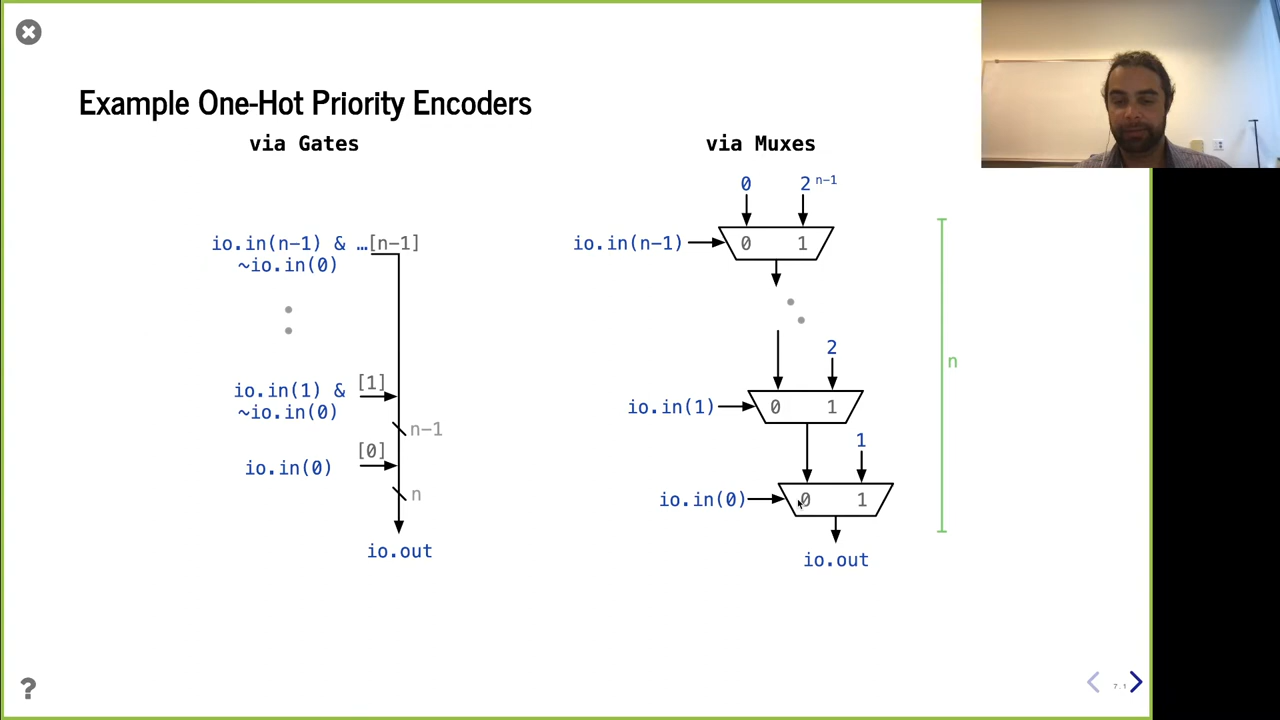 Example One-Hot Priority Encoders
via Gates
io.in(n-1) & …[n-1]
~io.in(0)
io.in(1) & [1]
~io.in(0)
n-1
[0]
io.in(0)
n
io.out
via Muxes
0 2 n-1
io.in(n-1) 0 1
2
io.in(1) 0 1
1
io.in(0) 0 1
io.out
n
?
7.1